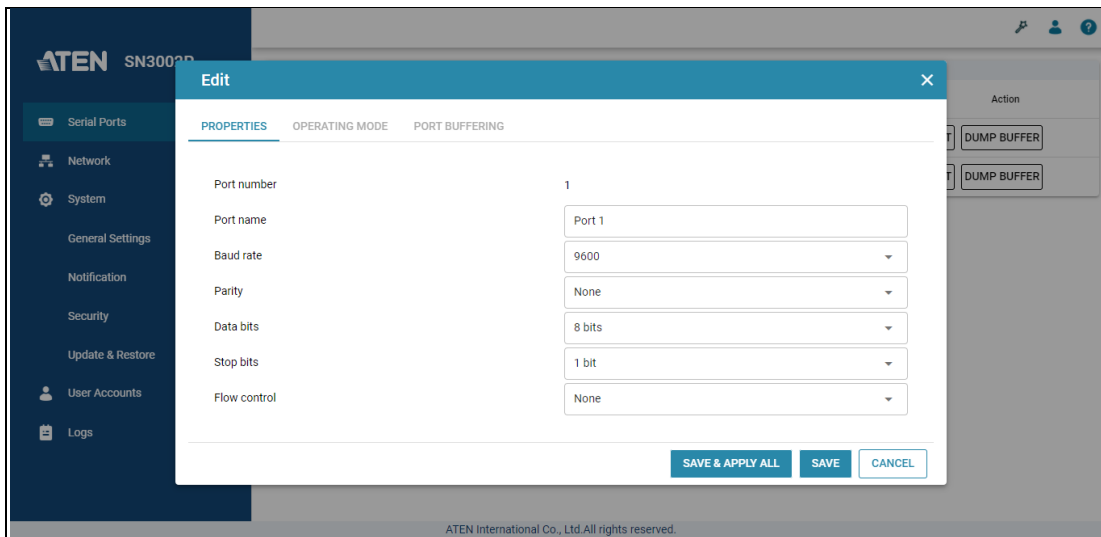 ATEN SN3002P
Edit
Action
Serial Ports
PROPERTIES OPERATING MODE PORT BUFFERING
DUMP BUFFER
Network
DUMP BUFFER
Port number 1
System
Port name Port 1
General Settings
Baud rate 9600
Notification
Parity None
Security
Data bits 8 bits
Update & Restore
Stop bits 1 bit
User Accounts
Flow control None
Logs
SAVE & APPLY ALL SAVE CANCEL
ATEN International Co., Ltd.All rights reserved.